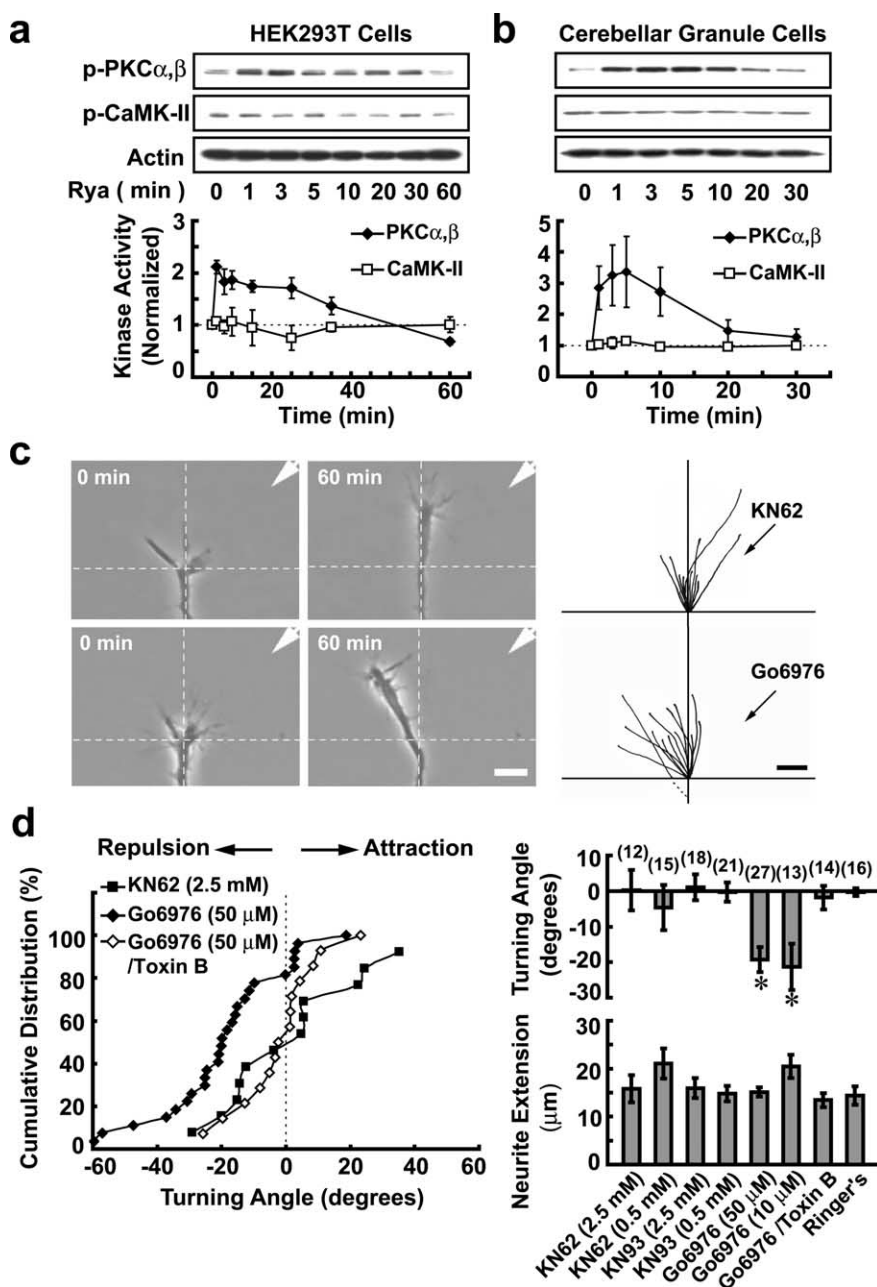 a
HEK293T Cells
p-PKCα,β
p-CaMK-II
Actin
Rya ( min ) 0 1 3 5 10 20 30 60
3
2
1
0
Kinase Activity
(Normalized)
PKCα,β
CaMK-II
0 20 40 60
Time (min)
b
Cerebellar Granule Cells
0 1 3 5 10 20 30
5
4
3
2
1
0
PKCα,β
CaMK-II
0 10 20 30
Time (min)
c
0 min
60 min
KN62
0 min
60 min
Go6976
d
Repulsion
Attraction
KN62 (2.5 mM)
Go6976 (50 μM)
Go6976 (50 μM)
/Toxin B
Cumulative Distribution (%)
100
80
60
40
20
0
-60 -40 -20 0 20 40 60
Turning Angle (degrees)
(12) (15) (18) (21) (27) (13) (14) (16)
10
0
-10
-20
-30
Turning Angle
(degrees)
* *
30
20
10
0
Neurite Extension
(μm)
KN62 (2.5 mM)
KN62 (0.5 mM)
KN93 (2.5 mM)
KN93 (0.5 mM)
Go6976 (50 μM)
Go6976 (10 μM)
Go6976 /Toxin B
Ringer's